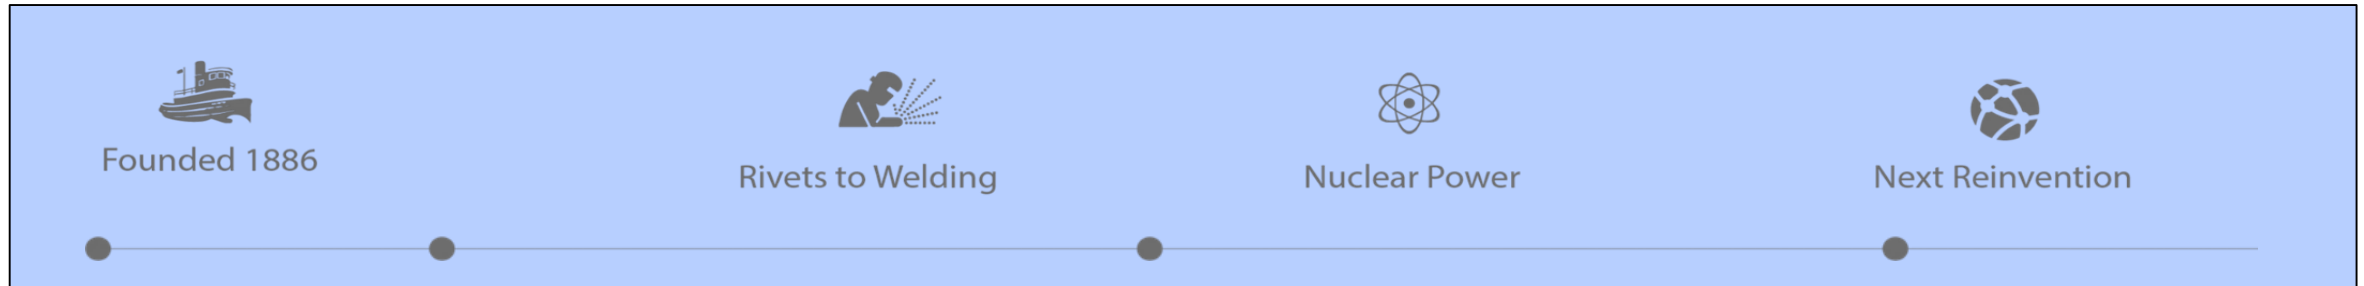 Founded 1886
Rivets to Welding
Nuclear Power
Next Reinvention